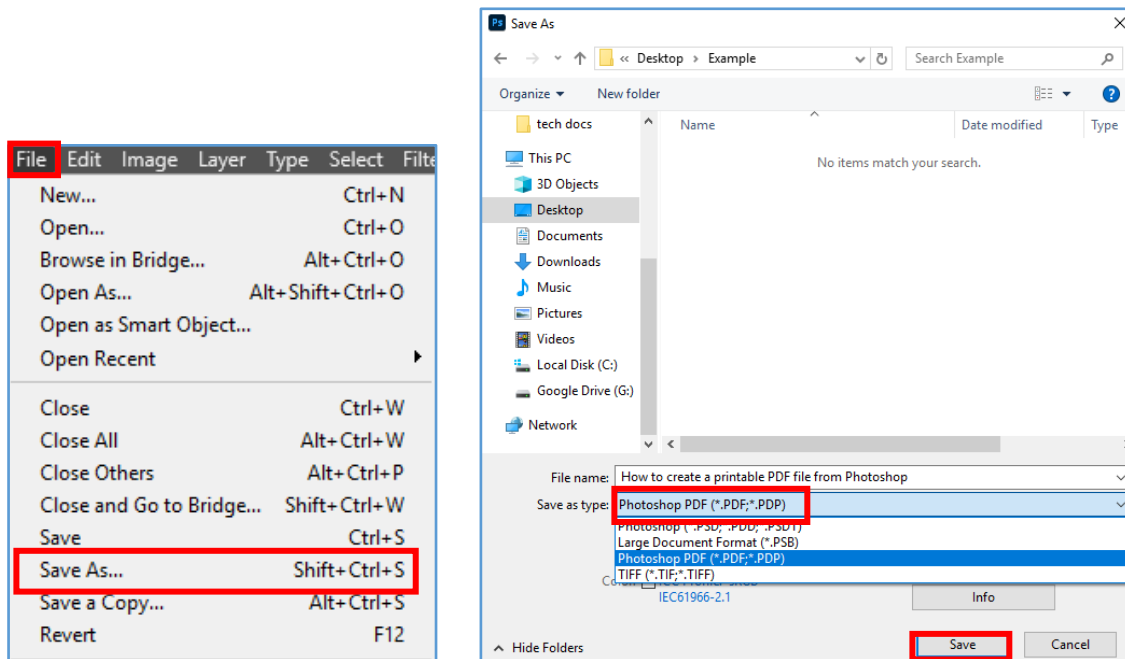 File Edit Image Layer Type Select Filte
New... Ctrl+N
Open... Ctrl+O
Browse in Bridge... Alt+Ctrl+O
Open As... Alt+Shift+Ctrl+O
Open as Smart Object...
Open Recent
Close Ctrl+W
Close All Alt+Ctrl+W
Close Others Alt+Ctrl+P
Close and Go to Bridge... Shift+Ctrl+W
Save Ctrl+S
Save As... Shift+Ctrl+S
Save a Copy... Alt+Ctrl+S
Revert F12
Ps Save As
« Desktop › Example Search Example
Organize New folder ?
Name Date modified Type
No items match your search.
tech docs
This PC
3D Objects
Desktop
Documents
Downloads
Music
Pictures
Videos
Local Disk (C:)
Google Drive (G:)
Network
File name: How to create a printable PDF file from Photoshop
Save as type: Photoshop PDF (*.PDF;*.PDP)
Photoshop (*.PSD;*.PDD;*.PSDT)
Large Document Format (*.PSB)
Photoshop PDF (*.PDF;*.PDP)
TIFF (*.TIF;*.TIFF)
IEC61966-2.1
Info
Hide Folders
Save Cancel